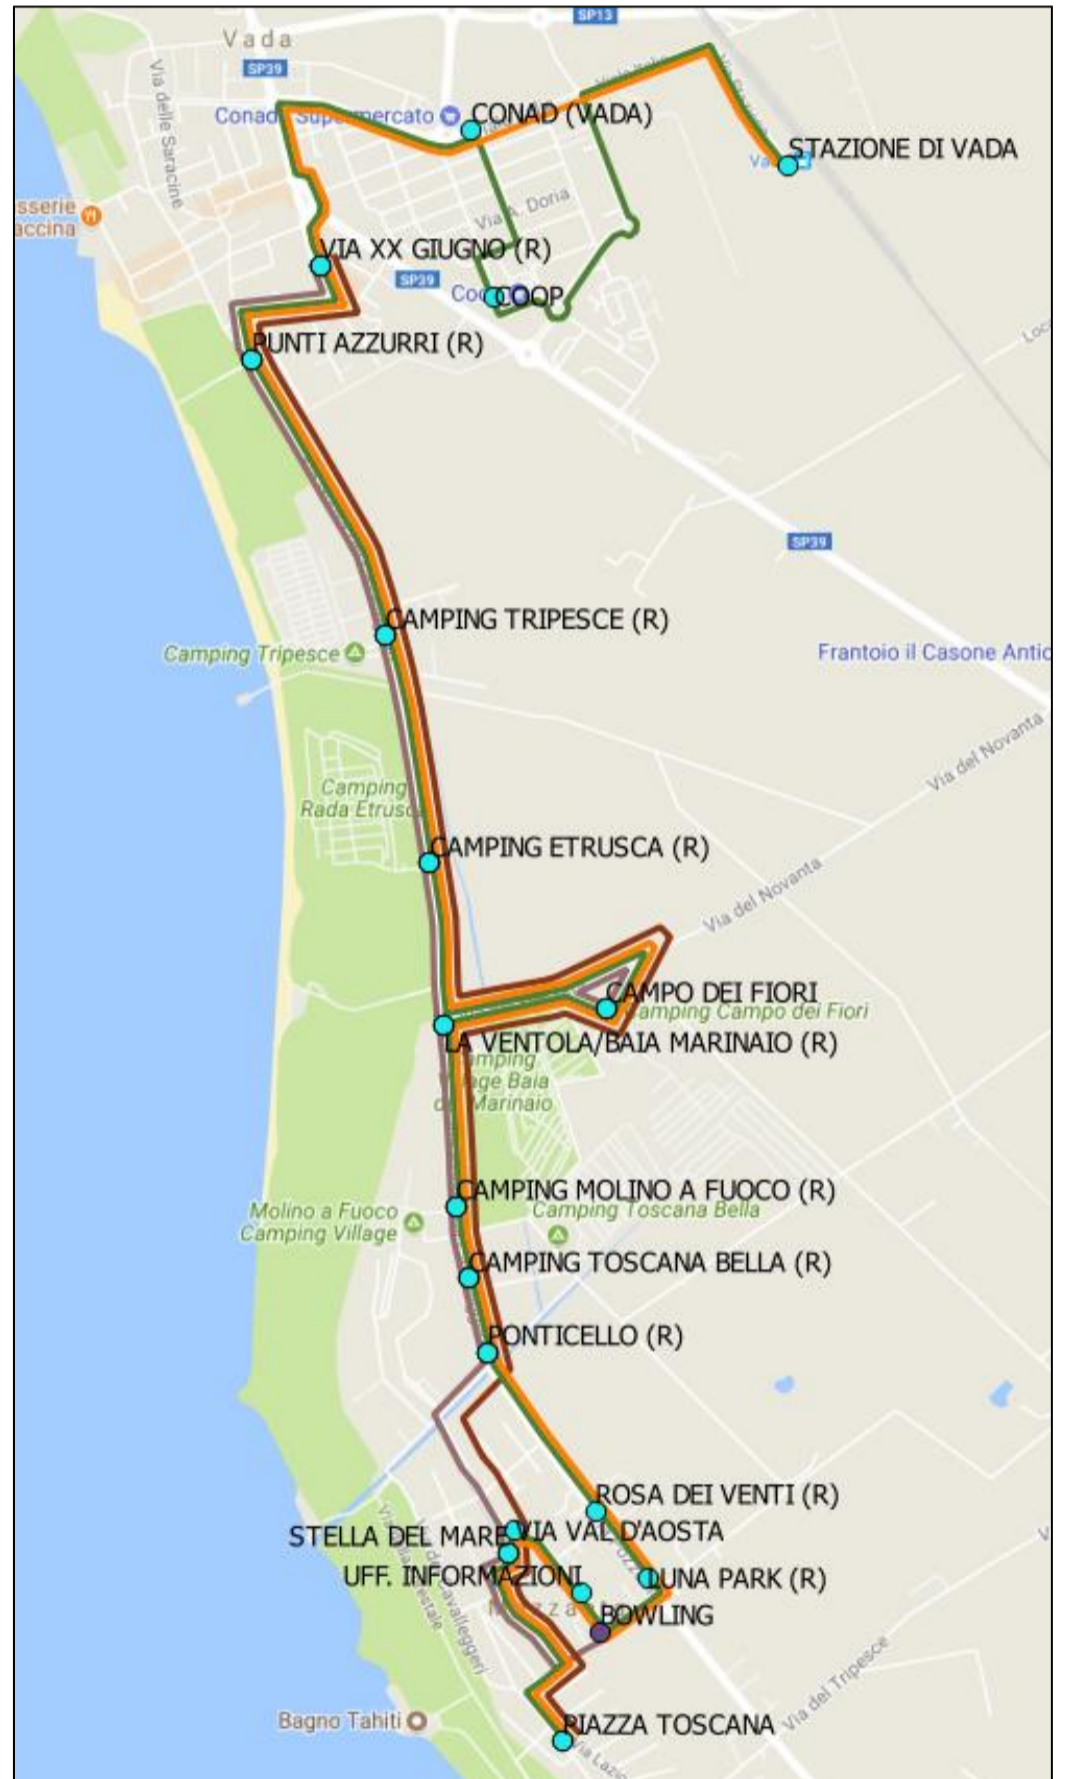 SP13
Vada
SP39
Via delle Saracine
Conad Supermercato
CONAD (VADA)
STAZIONE DI VADA
Via A. Doria
sserie
accina
VIA XX GIUGNO (R)
SP39
COOP
PUNTI AZZURRI (R)
SP39
CAMPING TRIPESCE (R)
Camping Tripesce
Frantoio il Casone Antic
Via del Novanta
Camping
Rada Etrusca
CAMPING ETRUSCA (R)
Via del Novanta
CAMPO DEI FIORI
Camping Campo dei Fiori
LA VENTOLA/BAIA MARINAIO (R)
Marinaio
CAMPING MOLINO A FUOCO (R)
Molino a Fuoco
Camping Village
Camping Toscana Bella
CAMPING TOSCANA BELLA (R)
PONTICELLO (R)
ROSA DEI VENTI (R)
STELLA DEL MARE
VIA VAL D'AOSTA
UFF. INFORMAZIONI
LUNA PARK (R)
BOWLING
Via del Tripesce
Bagno Tahiti
PIAZZA TOSCANA
Via Lazio